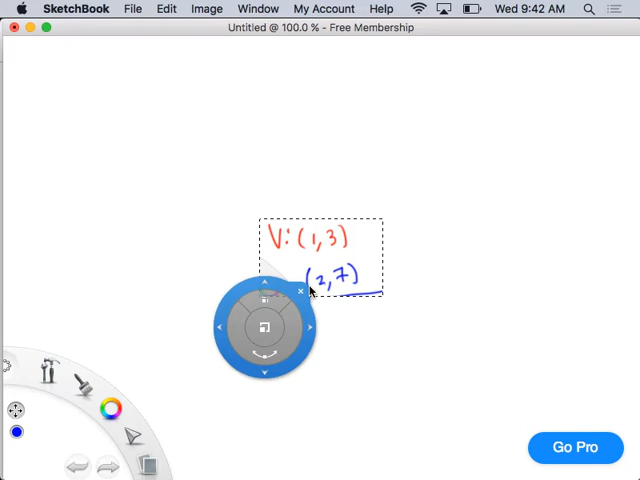 SketchBook File Edit Image Window My Account Help Wed 9:42 AM
Untitled @ 100.0 % - Free Membership
V: (1,3)
(2,7)
Go Pro